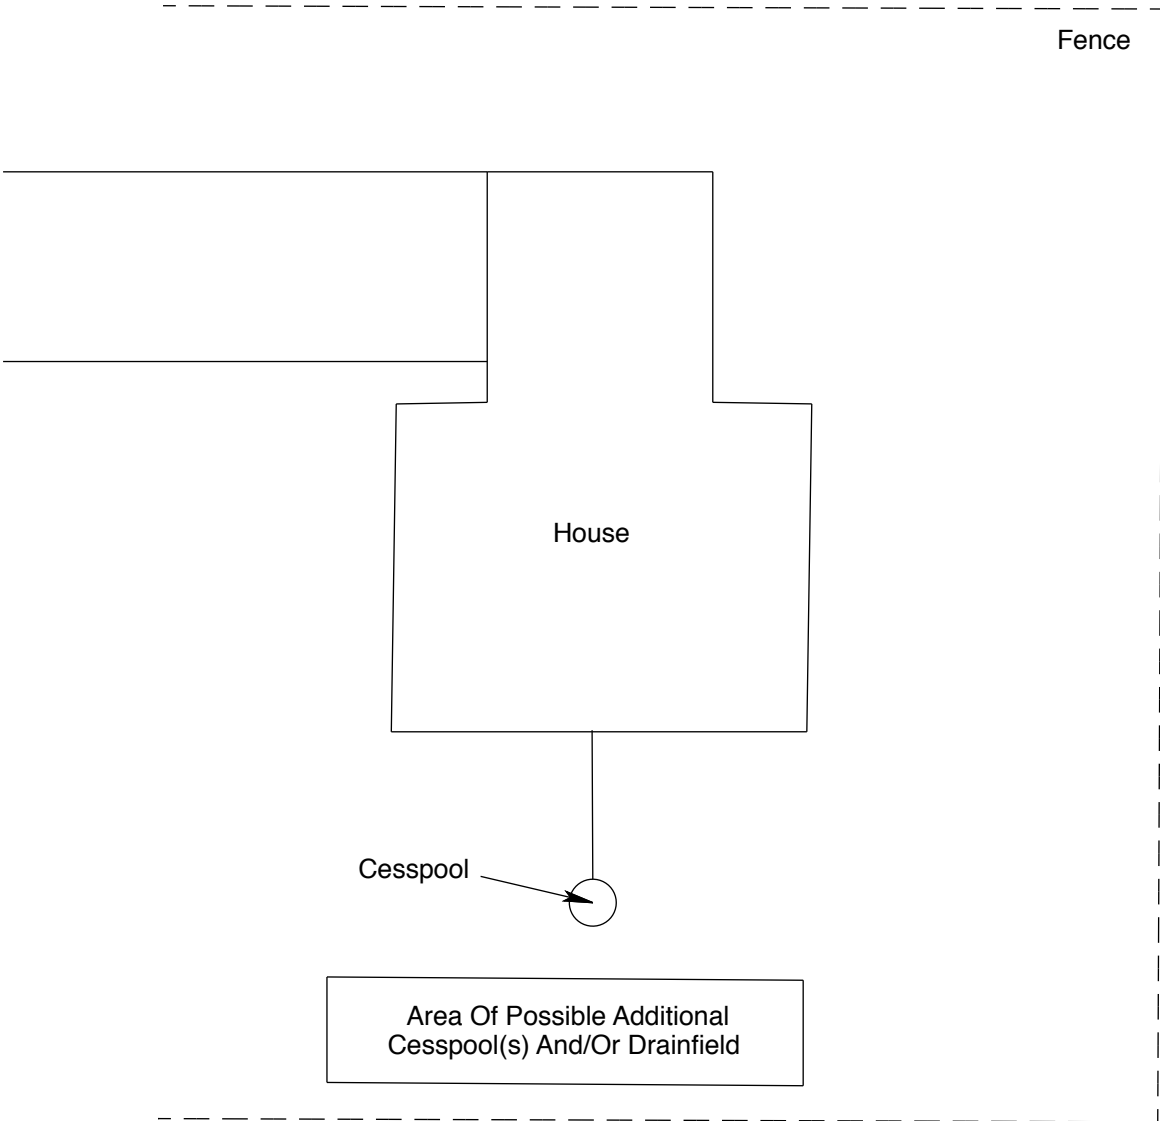 Fence
House
Cesspool
Area Of Possible Additional
Cesspool(s) And/Or Drainfield